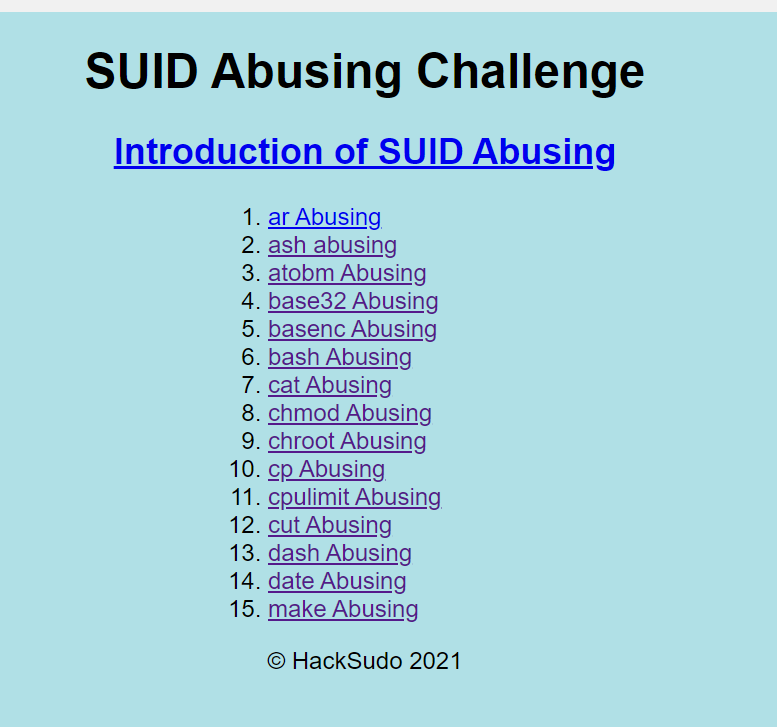 SUID Abusing Challenge
Introduction of SUID Abusing
1. ar Abusing
2. ash abusing
3. atobm Abusing
4. base32 Abusing
5. basenc Abusing
6. bash Abusing
7. cat Abusing
8. chmod Abusing
9. chroot Abusing
10. cp Abusing
11. cpulimit Abusing
12. cut Abusing
13. dash Abusing
14. date Abusing
15. make Abusing
© HackSudo 2021